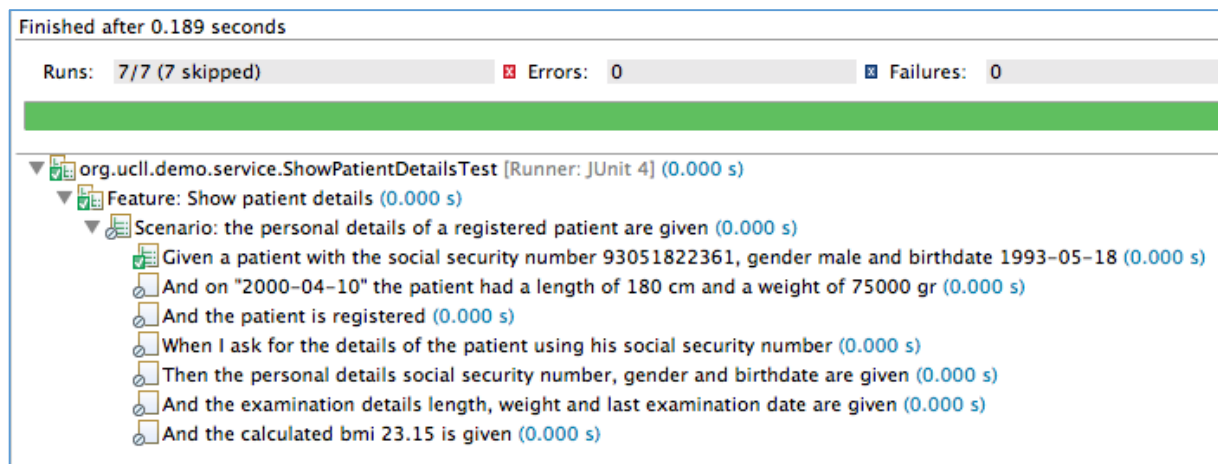 Finished after 0.189 seconds
Runs: 7/7 (7 skipped) Errors: 0 Failures: 0
org.ucll.demo.service.ShowPatientDetailsTest [Runner: JUnit 4] (0.000 s)
Feature: Show patient details (0.000 s)
Scenario: the personal details of a registered patient are given (0.000 s)
Given a patient with the social security number 93051822361, gender male and birthdate 1993-05-18 (0.000 s)
And on "2000-04-10" the patient had a length of 180 cm and a weight of 75000 gr (0.000 s)
And the patient is registered (0.000 s)
When I ask for the details of the patient using his social security number (0.000 s)
Then the personal details social security number, gender and birthdate are given (0.000 s)
And the examination details length, weight and last examination date are given (0.000 s)
And the calculated bmi 23.15 is given (0.000 s)